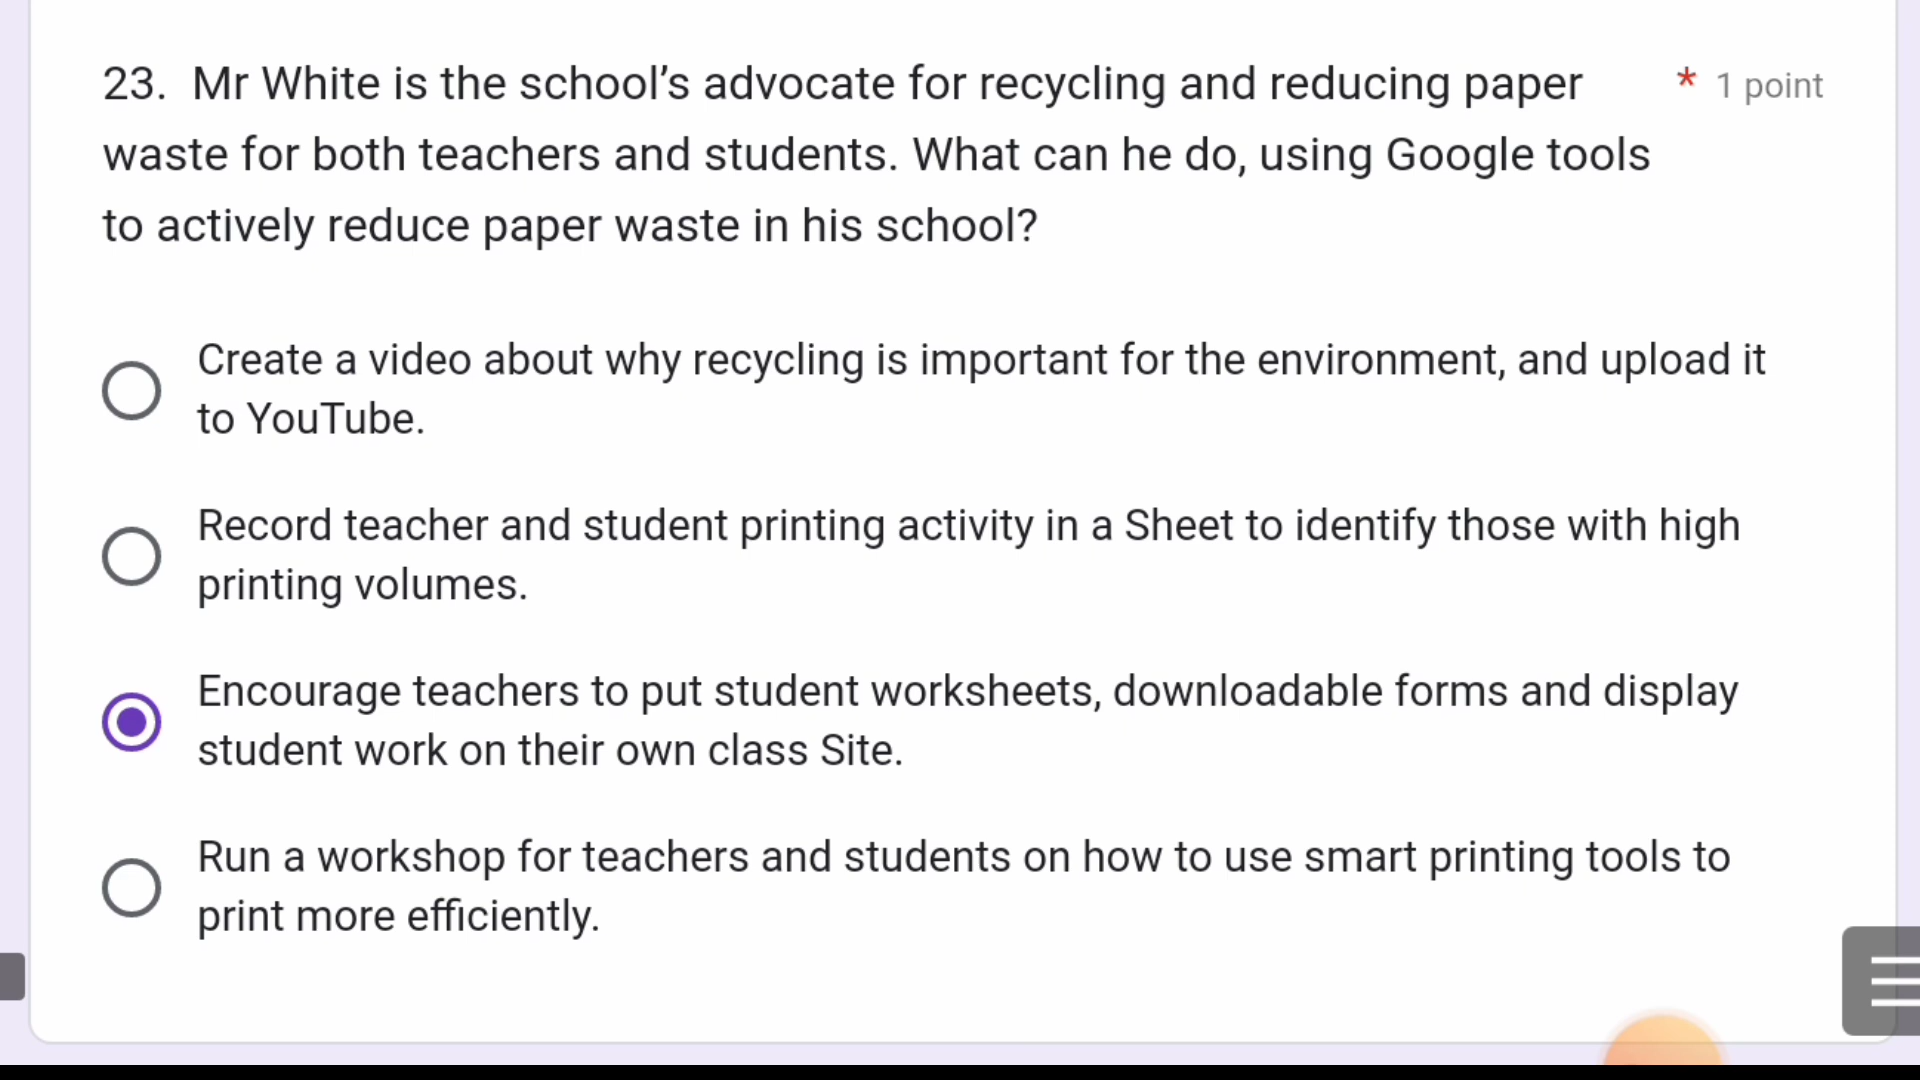 23. Mr White is the school’s advocate for recycling and reducing paper * 1 point
waste for both teachers and students. What can he do, using Google tools
to actively reduce paper waste in his school?
Create a video about why recycling is important for the environment, and upload it
to YouTube.
Record teacher and student printing activity in a Sheet to identify those with high
printing volumes.
Encourage teachers to put student worksheets, downloadable forms and display
student work on their own class Site.
Run a workshop for teachers and students on how to use smart printing tools to
print more efficiently.